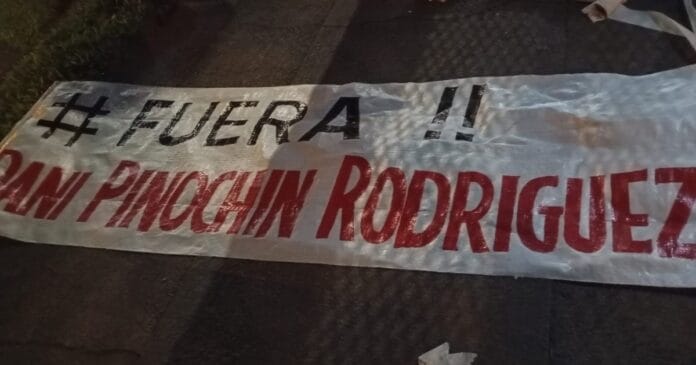 # FUERA !!
DANI PINOCHIN RODRIGUEZ